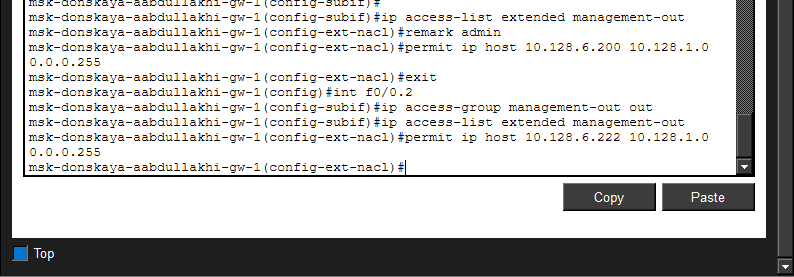 msk-donskaya-aabdullakhi-gw-1(config-subif)#
msk-donskaya-aabdullakhi-gw-1(config-subif)#ip access-list extended management-out
msk-donskaya-aabdullakhi-gw-1(config-ext-nacl)#remark admin
msk-donskaya-aabdullakhi-gw-1(config-ext-nacl)#permit ip host 10.128.6.200 10.128.1.0
0.0.0.255
msk-donskaya-aabdullakhi-gw-1(config-ext-nacl)#exit
msk-donskaya-aabdullakhi-gw-1(config)#int f0/0.2
msk-donskaya-aabdullakhi-gw-1(config-subif)#ip access-group management-out out
msk-donskaya-aabdullakhi-gw-1(config-subif)#ip access-list extended management-out
msk-donskaya-aabdullakhi-gw-1(config-ext-nacl)#permit ip host 10.128.6.222 10.128.1.0
0.0.0.255
msk-donskaya-aabdullakhi-gw-1(config-ext-nacl)#
Copy
Paste
Top